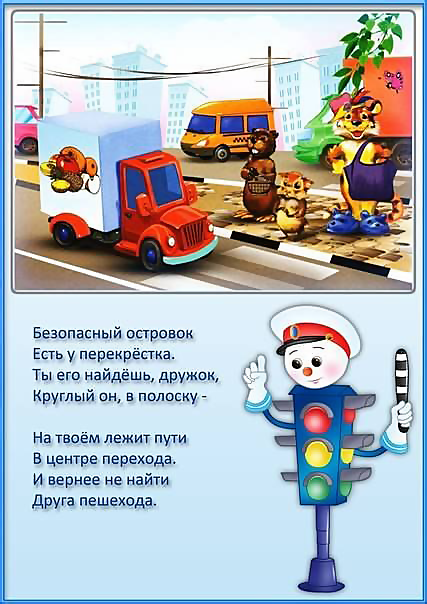 Безопасный островок
Есть у перекрёстка.
Ты его найдёшь, дружок,
Круглый он, в полоску -
На твоём лежит пути
В центре перехода.
И вернее не найти
Друга пешехода.